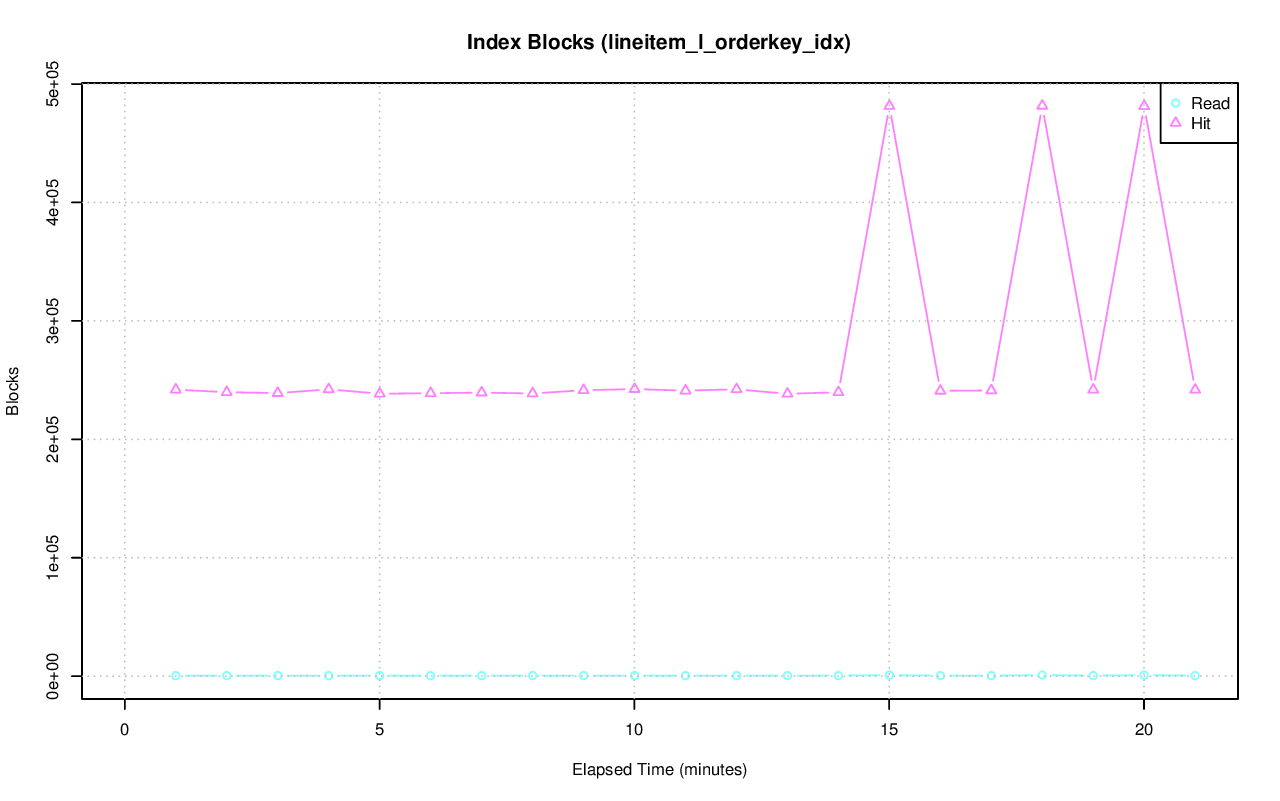 Index Blocks (lineitem_l_orderkey_idx)
Read
Hit
Blocks
5e+05
4e+05
3e+05
2e+05
1e+05
0e+00
0 5 10 15 20
Elapsed Time (minutes)